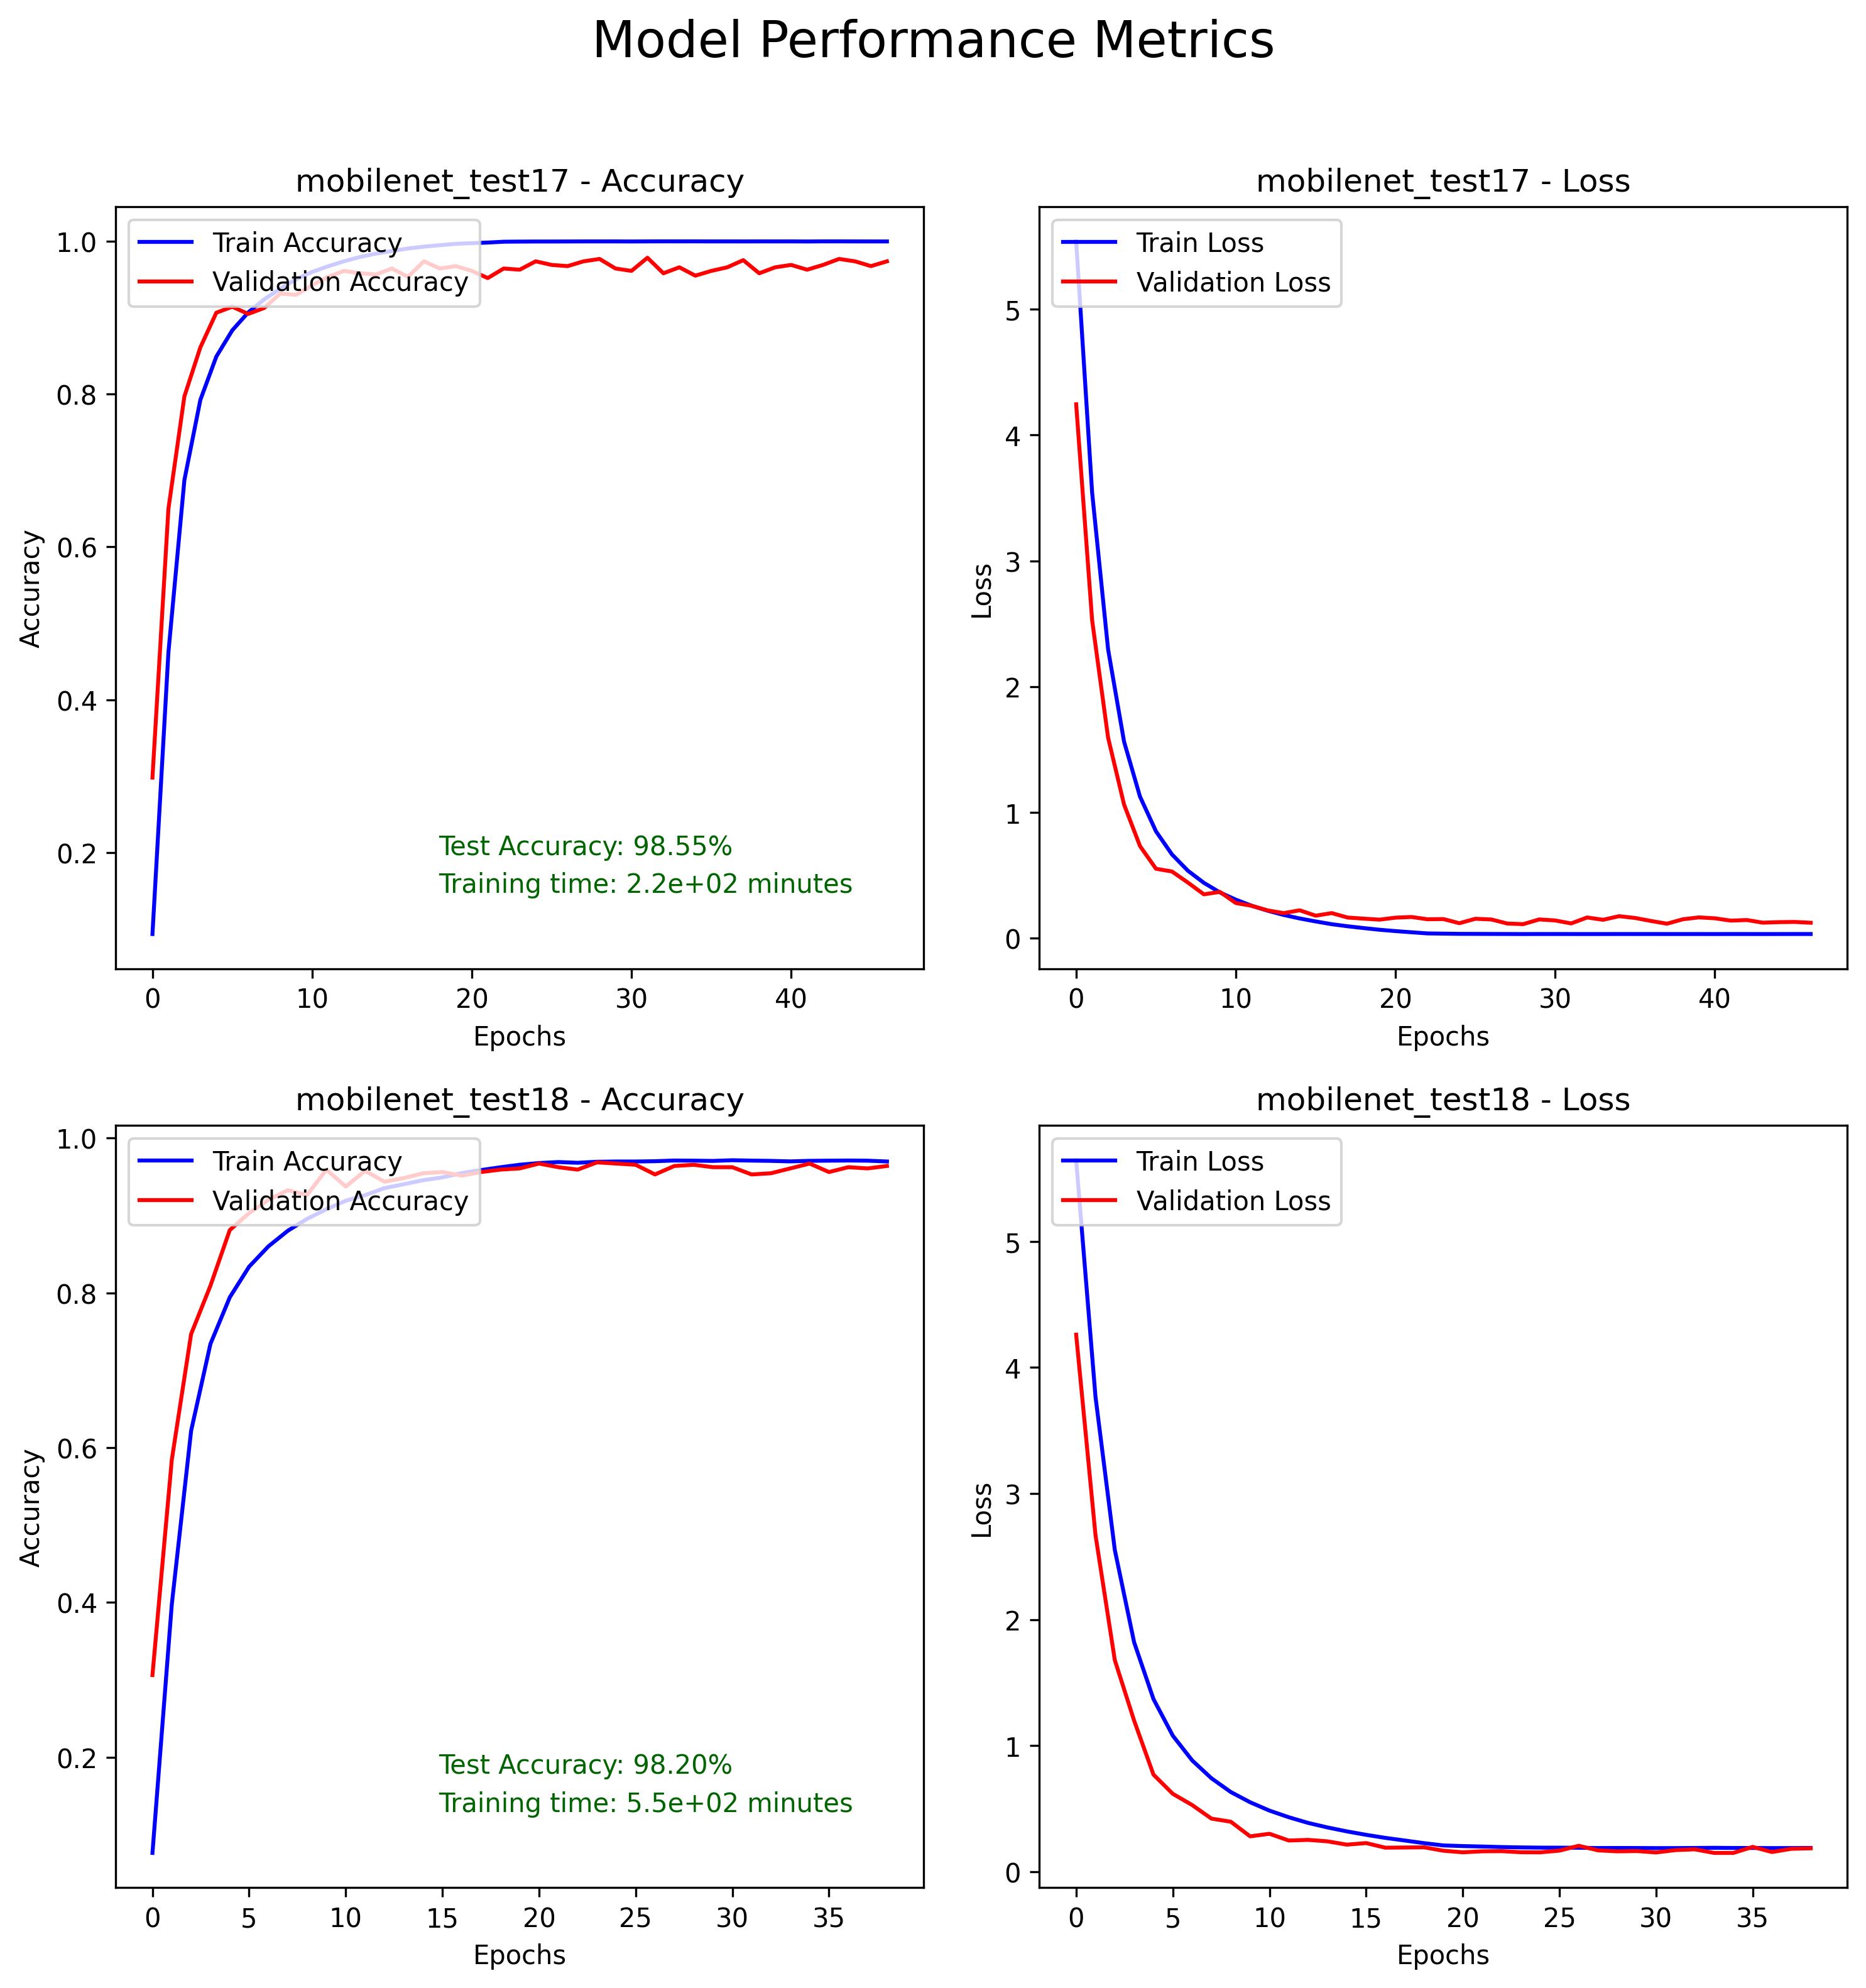 Model Performance Metrics
mobilenet_test17 - Accuracy
Train Accuracy
Validation Accuracy
1.0
0.8
0.6
0.4
0.2
Accuracy
Test Accuracy: 98.55%
Training time: 2.2e+02 minutes
0 10 20 30 40
Epochs
mobilenet_test17 - Loss
Train Loss
Validation Loss
5
4
3
2
1
0
Loss
0 10 20 30 40
Epochs
mobilenet_test18 - Accuracy
Train Accuracy
Validation Accuracy
1.0
0.8
0.6
0.4
0.2
Accuracy
Test Accuracy: 98.20%
Training time: 5.5e+02 minutes
0 5 10 15 20 25 30 35
Epochs
mobilenet_test18 - Loss
Train Loss
Validation Loss
5
4
3
2
1
0
Loss
0 5 10 15 20 25 30 35
Epochs